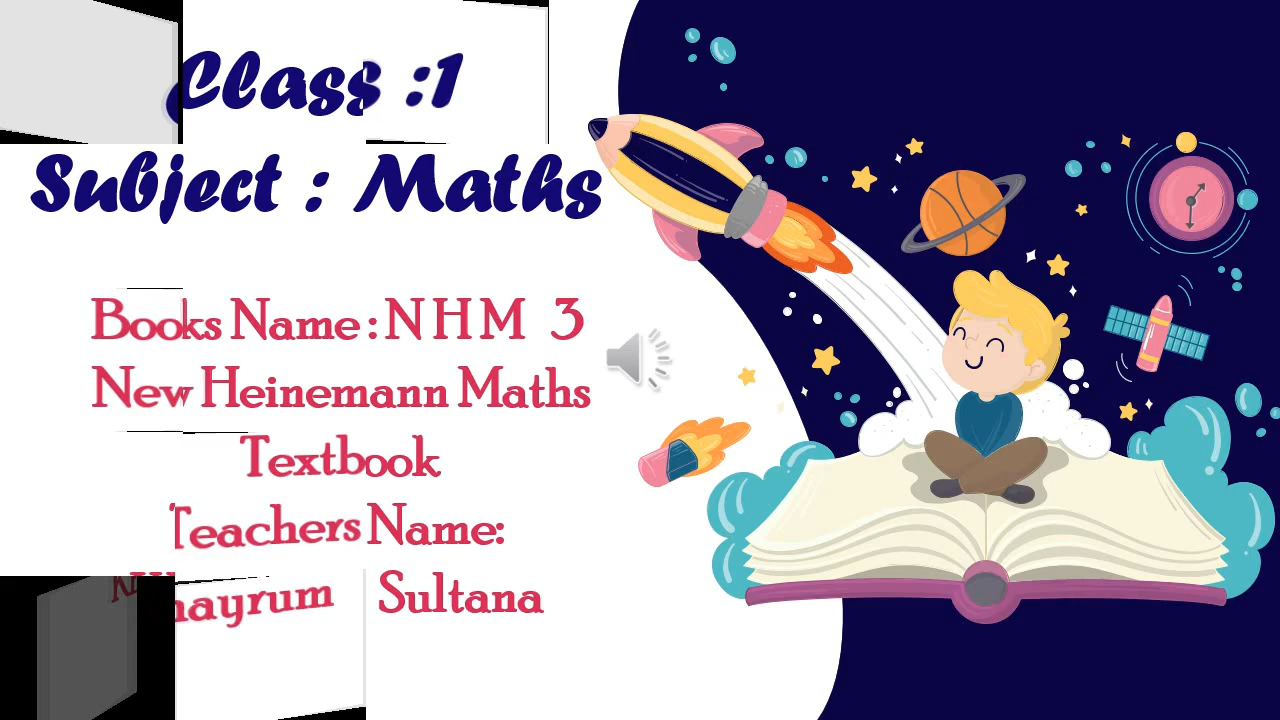 Class :1
Subject : Maths
Books Name : N H M 3
New Heinemann Maths
Textbook
Teachers Name:
Sultana